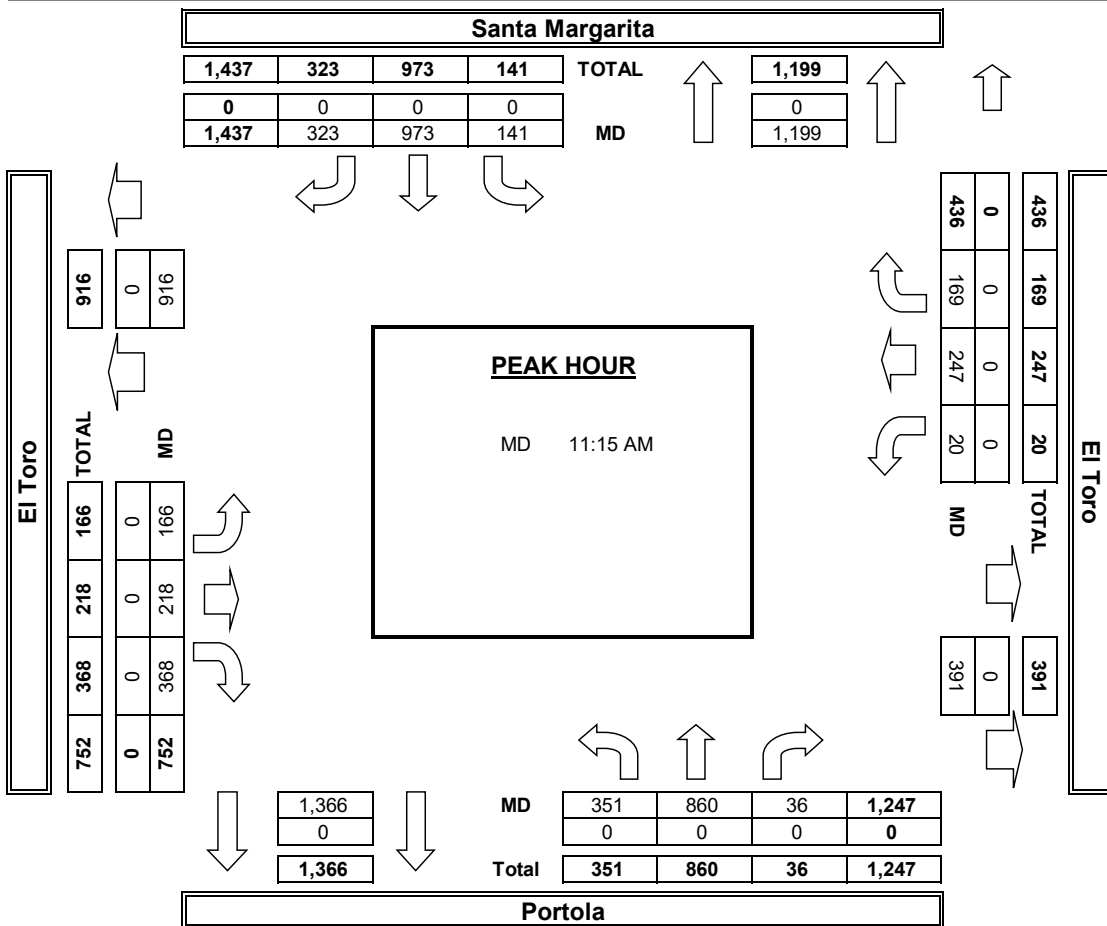 Santa Margarita
1,437 323 973 141 TOTAL 1,199
0 0 0 0 0
1,437 323 973 141 MD 1,199
El Toro
916 0 916
TOTAL MD
166 0 166
218 0 218
368 0 368
752 0 752
PEAK HOUR
MD 11:15 AM
436 0 436
169 0 169
247 0 247
20 0 20
MD TOTAL
391 0 391
El Toro
1,366 MD 351 860 36 1,247
0 0 0 0 0
1,366 Total 351 860 36 1,247
Portola